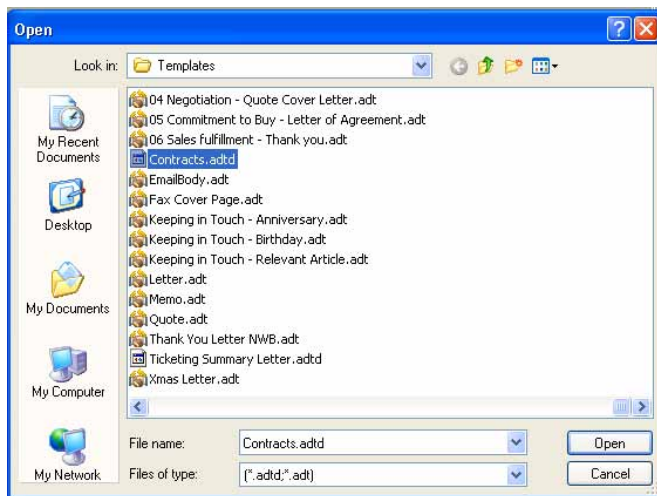 Open
Look in: Templates
04 Negotiation - Quote Cover Letter.adt
05 Commitment to Buy - Letter of Agreement.adt
06 Sales fulfillment - Thank you.adt
Contracts.adtd
EmailBody.adt
Fax Cover Page.adt
Keeping in Touch - Anniversary.adt
Keeping in Touch - Birthday.adt
Keeping in Touch - Relevant Article.adt
Letter.adt
Memo.adt
Quote.adt
Thank You Letter NWB.adt
Ticketing Summary Letter.adtd
Xmas Letter.adt
My Recent
Documents
Desktop
My Documents
My Computer
My Network
File name: Contracts.adtd Open
Files of type: (*.adtd;*.adt) Cancel